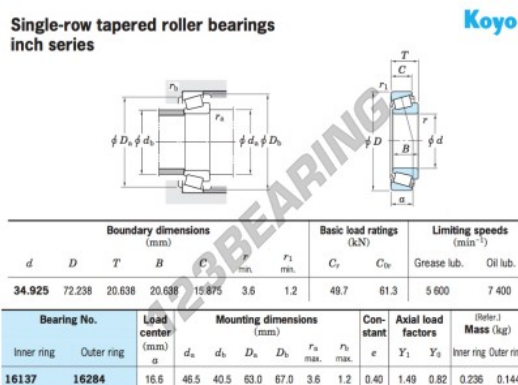 Single-row tapered roller bearings
inch series
Koyo
T
C
r1
r
B
φ D
φ d
a
rb
ra
φ Da φ db
φ da φ Db
123BEARING
Boundary dimensions
(mm)
Basic load ratings
(kN)
Limiting speeds
(min⁻¹)
d D T B C r min. r1 min. Cr C0r Grease lub. Oil lub.
34.925 72.238 20.638 20.638 15.875 3.6 1.2 49.7 61.3 5 600 7 400
Bearing No. Load center (mm) a Mounting dimensions (mm) Con- stant e Axial load factors (Refer.) Mass (kg)
Inner ring Outer ring da db Da Db ra max. rb max. Y1 Y0 Inner ring Outer rin
16137 16284 16.6 46.5 40.5 63.0 67.0 3.6 1.2 0.40 1.49 0.82 0.236 0.144